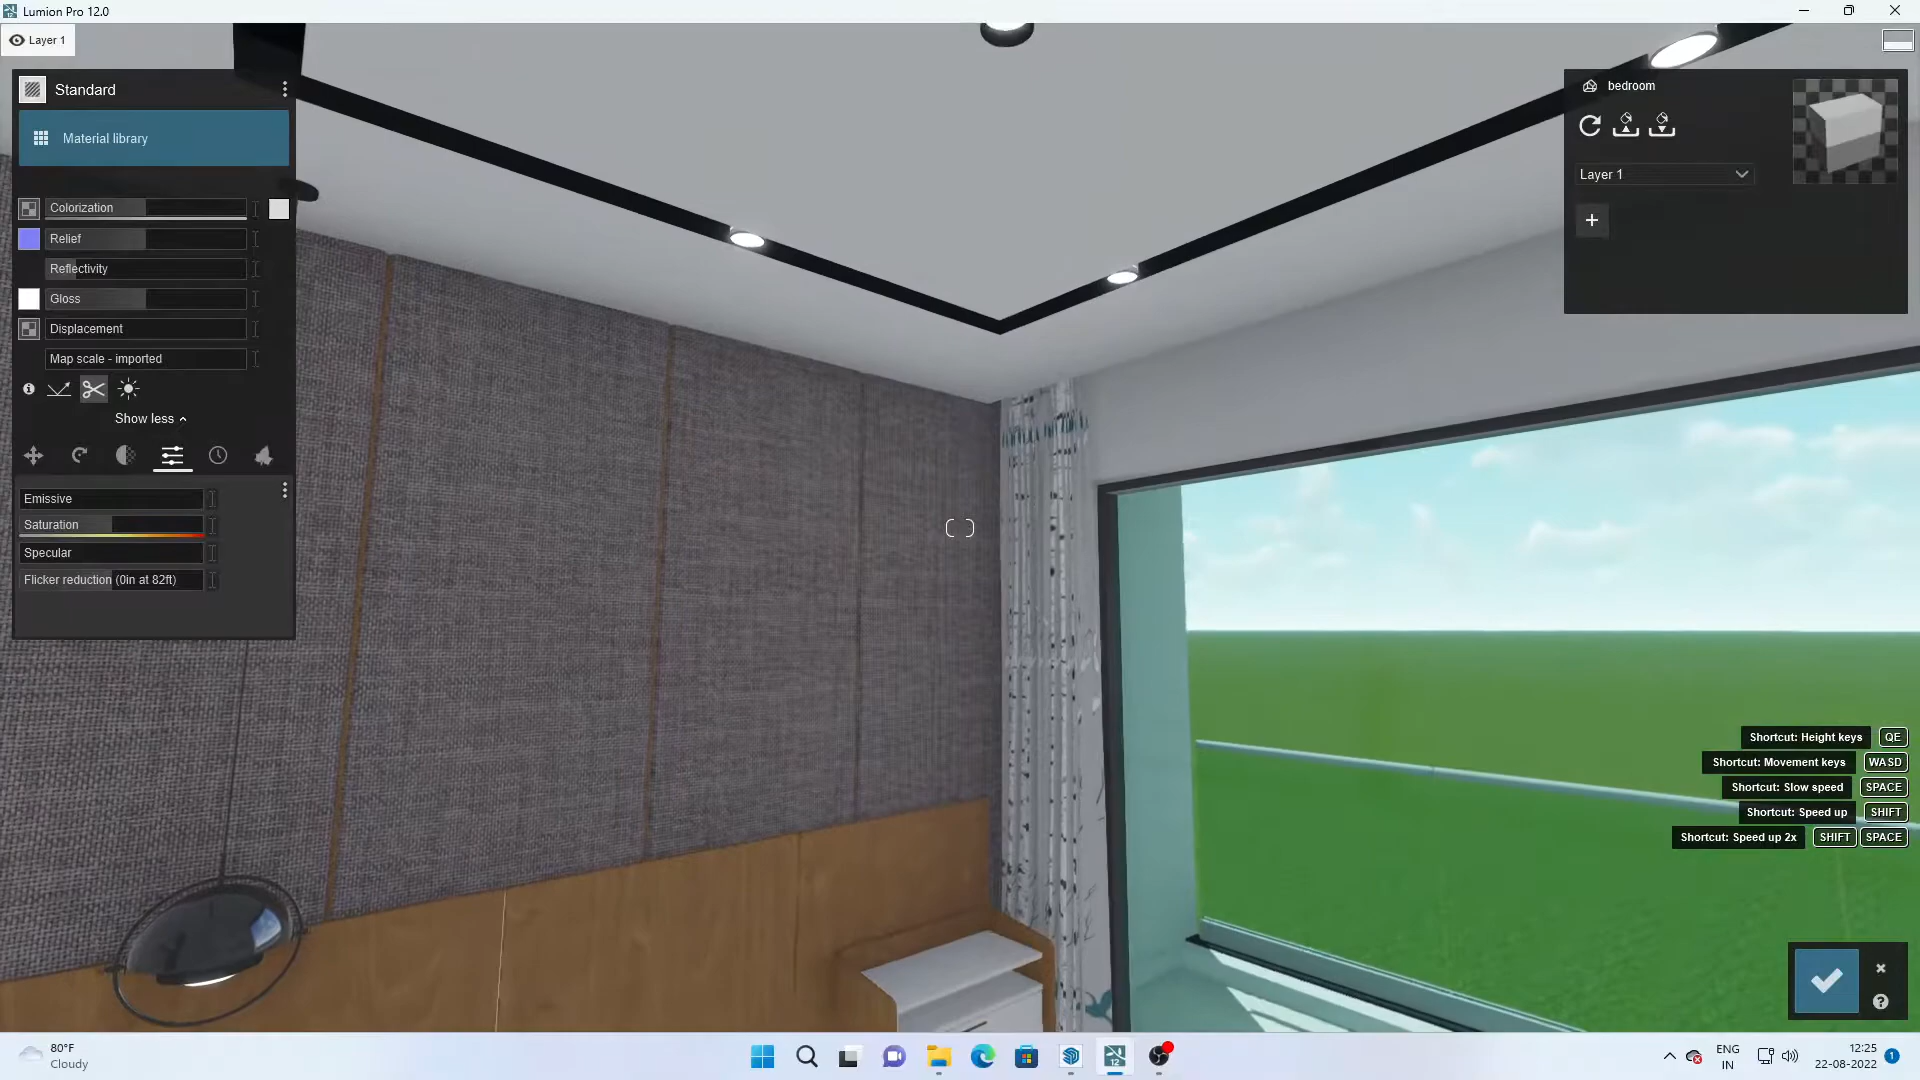 Lumion Pro 12.0
Layer 1
Standard
Material library
Colorization
Relief
Reflectivity
Gloss
Displacement
Map scale - imported
Show less
Emissive
Saturation
Specular
Flicker reduction (0in at 82ft)
bedroom
Layer 1
Shortcut: Height keys QE
Shortcut: Movement keys WASD
Shortcut: Slow speed SPACE
Shortcut: Speed up SHIFT
Shortcut: Speed up 2x SHIFT SPACE
80°F
Cloudy
12
ENG
IN
12:25
22-08-2022
1